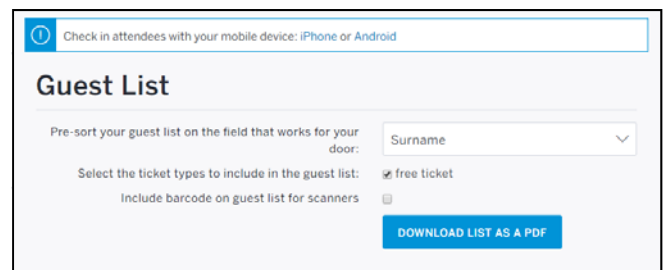 Check in attendees with your mobile device: iPhone or Android
Guest List
Pre-sort your guest list on the field that works for your
door:
Surname
Select the ticket types to include in the guest list:
free ticket
Include barcode on guest list for scanners
DOWNLOAD LIST AS A PDF